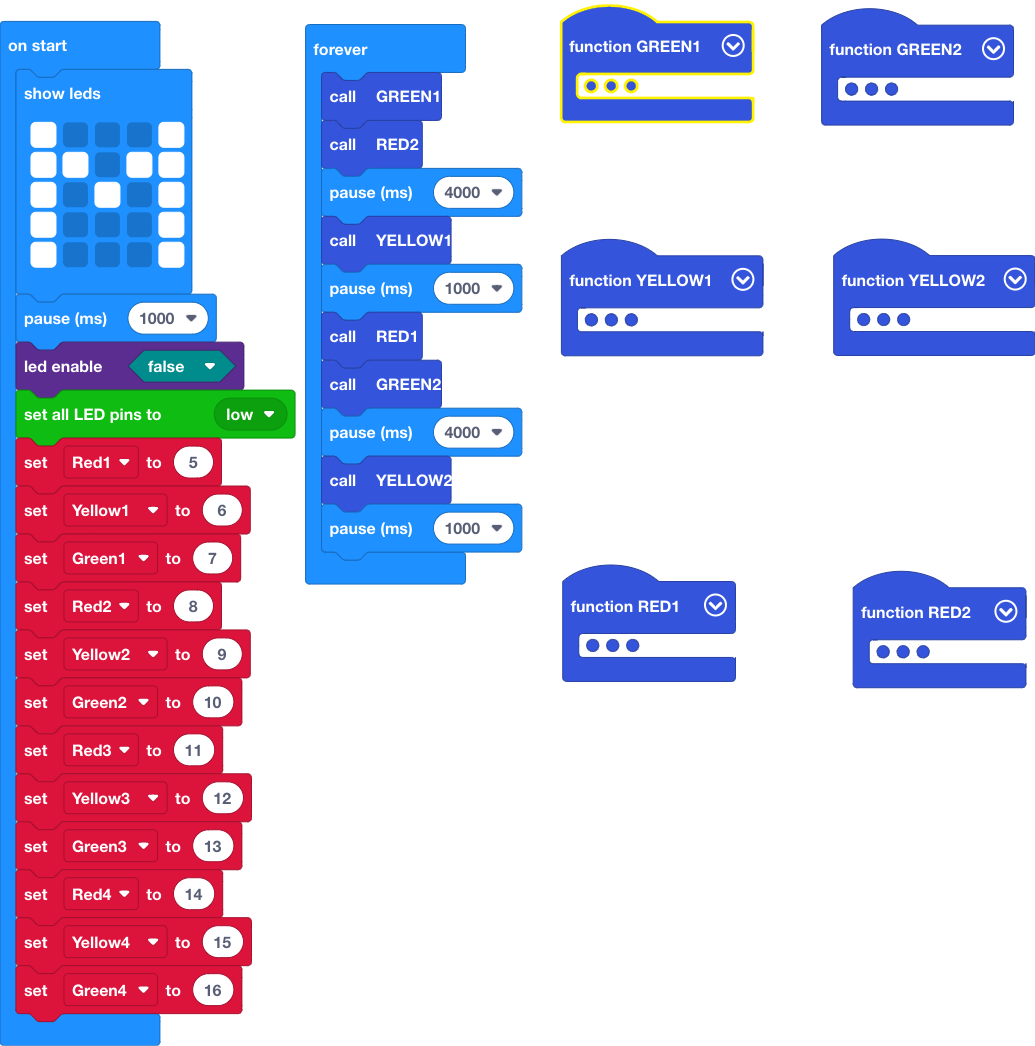 on start
show leds
pause (ms) 1000
led enable false
set all LED pins to low
set Red1 to 5
set Yellow1 to 6
set Green1 to 7
set Red2 to 8
set Yellow2 to 9
set Green2 to 10
set Red3 to 11
set Yellow3 to 12
set Green3 to 13
set Red4 to 14
set Yellow4 to 15
set Green4 to 16
forever
call GREEN1
call RED2
pause (ms) 4000
call YELLOW1
pause (ms) 1000
call RED1
call GREEN2
pause (ms) 4000
call YELLOW2
pause (ms) 1000
function GREEN1
function GREEN2
function YELLOW1
function YELLOW2
function RED1
function RED2